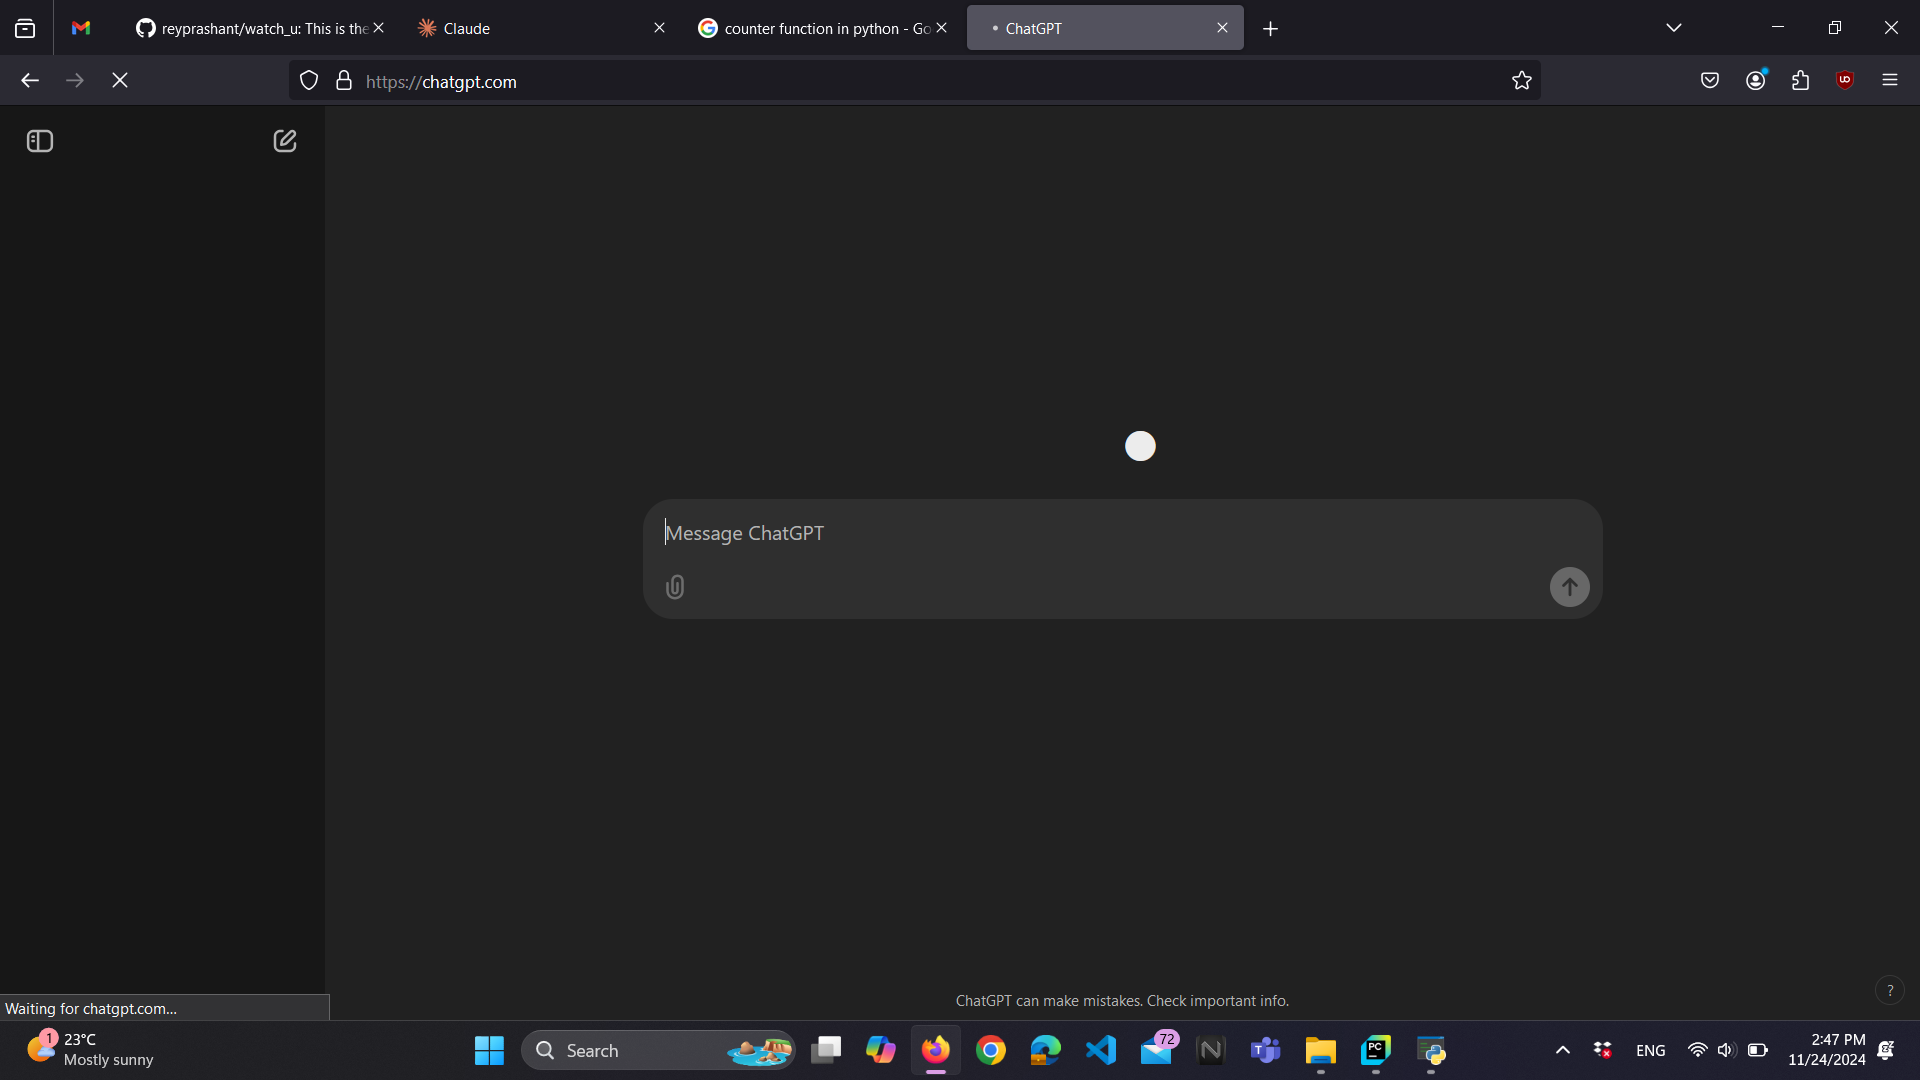 reyprashant/watch_u: This is the
Claude
counter function in python - Go
ChatGPT
https://chatgpt.com
Message ChatGPT
ChatGPT can make mistakes. Check important info.
?
Waiting for chatgpt.com...
1
23°C
Mostly sunny
Search
72
N
T
PC
ENG
2:47 PM
11/24/2024